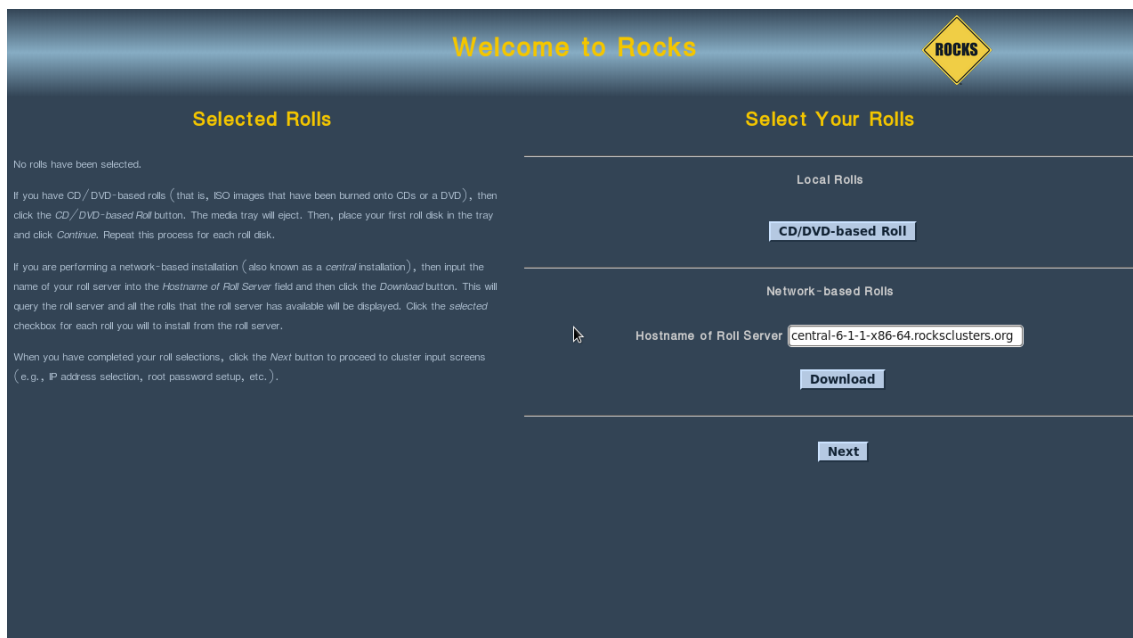 Welcome to Rocks
ROCKS
Selected Rolls
No rolls have been selected.
If you have CD/DVD-based rolls (that is, ISO images that have been burned onto CDs or a DVD), then
click the CD/DVD-based Roll button. The media tray will eject. Then, place your first roll disk in the tray
and click Continue. Repeat this process for each roll disk.
If you are performing a network-based installation (also known as a central installation), then input the
name of your roll server into the Hostname of Roll Server field and then click the Download button. This will
query the roll server and all the rolls that the roll server has available will be displayed. Click the selected
checkbox for each roll you will to install from the roll server.
When you have completed your roll selections, click the Next button to proceed to cluster input screens
(e.g., IP address selection, root password setup, etc.).
Select Your Rolls
Local Rolls
CD/DVD-based Roll
Network-based Rolls
Hostname of Roll Server central-6-1-1-x86-64.rocksclusters.org
Download
Next